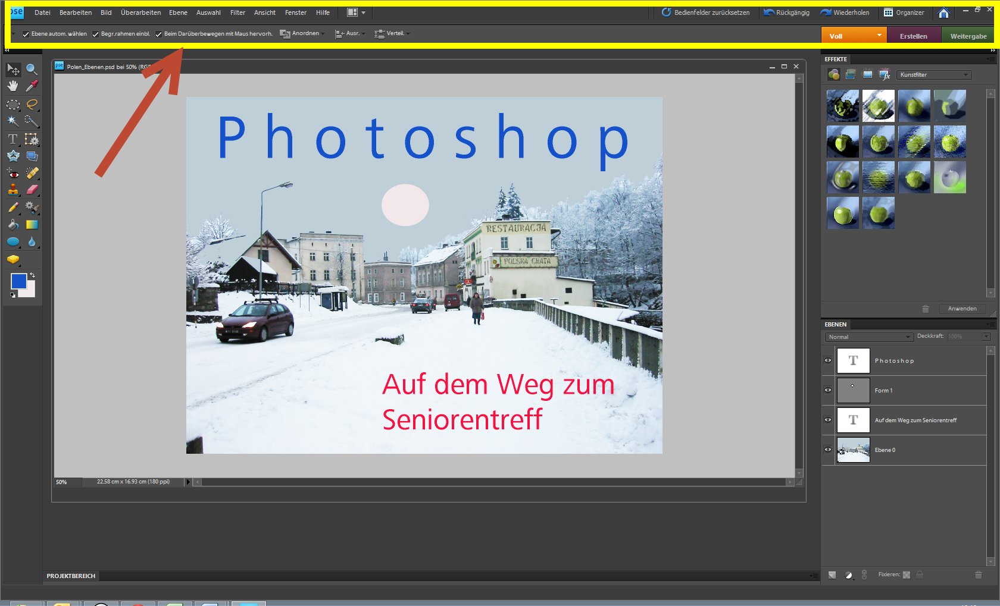 pse Datei Bearbeiten Bild Überarbeiten Ebene Auswahl Filter Ansicht Fenster Hilfe Bedienfelder zurücksetzen Rückgängig Wiederholen Organizer
Ebene autom. wählen Begr.rahmen einbl. Beim Darüberbewegen mit Maus hervorh. Anordnen Ausr. Verteil. Voll Erstellen Weitergabe
EFFEKTE
pse Polen_Ebenen.psd bei 50% (RG
Kunstfilter
Photoshop
RESTAURACJA
POLSKA CHATA
Auf dem Weg zum
Seniorentreff
Anwenden
EBENEN
Normal Deckkraft: 100%
T Photoshop
Form 1
T Auf dem Weg zum Seniorentreff
Ebene 0
50% 22.58 cm x 16.93 cm (180 ppi)
Fixieren:
PROJEKTBEREICH